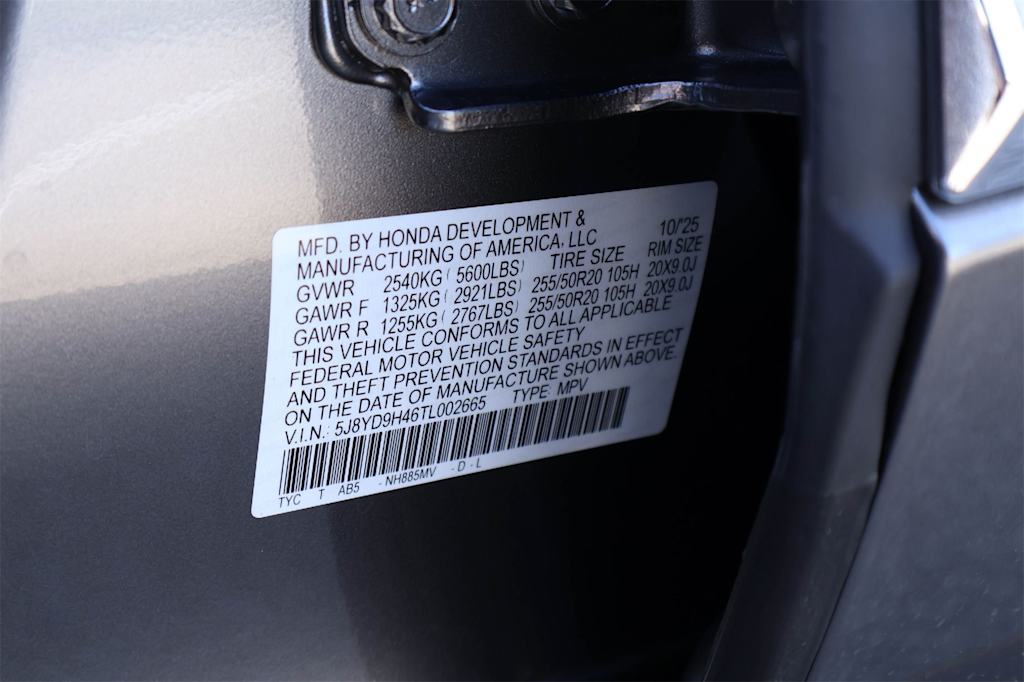 MFD. BY HONDA DEVELOPMENT & 10/'25
MANUFACTURING OF AMERICA, LLC
GVWR 2540KG ( 5600LBS) TIRE SIZE RIM SIZE
GAWR F 1325KG ( 2921LBS) 255/50R20 105H 20X9.0J
GAWR R 1255KG ( 2767LBS) 255/50R20 105H 20X9.0J
THIS VEHICLE CONFORMS TO ALL APPLICABLE
FEDERAL MOTOR VEHICLE SAFETY
AND THEFT PREVENTION STANDARDS IN EFFECT
ON THE DATE OF MANUFACTURE SHOWN ABOVE.
V.I.N.: 5J8YD9H46TL002665 TYPE: MPV
TYC T AB5 - NH885MV - D - L